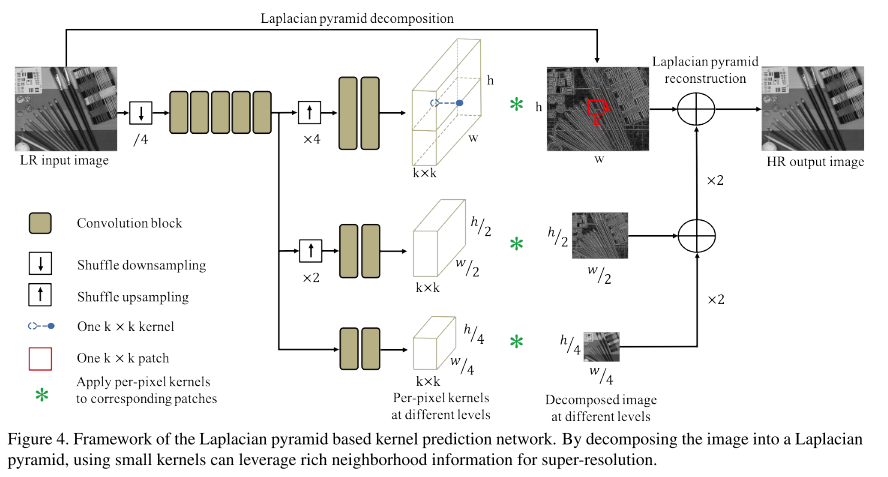 Laplacian pyramid decomposition
Laplacian pyramid
reconstruction
LR input image
/4
×4
h
w
k×k
h
k
w
HR output image
×2
Convolution block
Shuffle downsampling
Shuffle upsampling
One k × k kernel
One k × k patch
Apply per-pixel kernels
to corresponding patches
×2
h/2
w/2
k×k
h/2
w/2
×2
h/4
w/4
k×k
h/4
w/4
Per-pixel kernels
at different levels
Decomposed image
at different levels
Figure 4. Framework of the Laplacian pyramid based kernel prediction network. By decomposing the image into a Laplacian
pyramid, using small kernels can leverage rich neighborhood information for super-resolution.